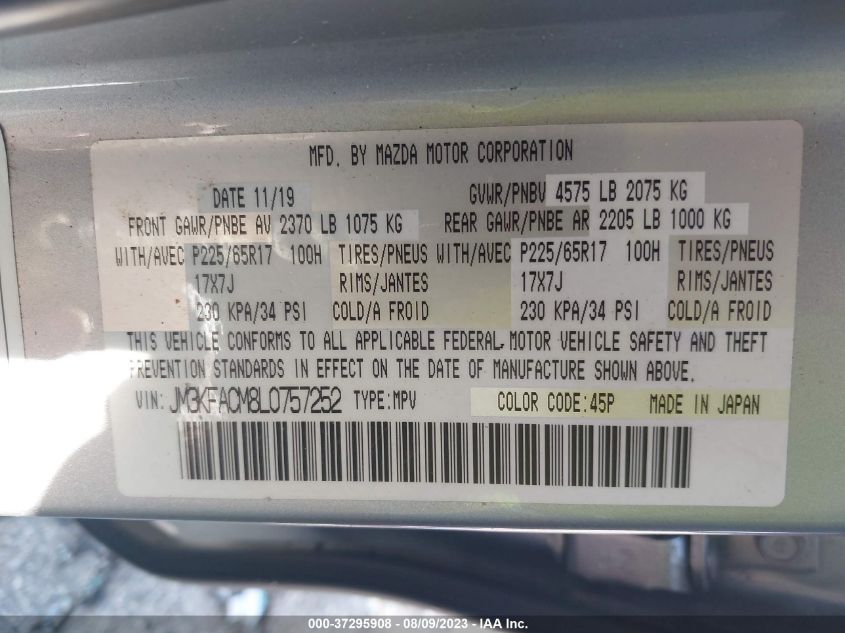 MFD. BY MAZDA MOTOR CORPORATION
DATE 11/19 GVWR/PNBV 4575 LB 2075 KG
FRONT GAWR/PNBE AV 2370 LB 1075 KG REAR GAWR/PNBE AR 2205 LB 1000 KG
WITH/AVEC P225/65R17 100H TIRES/PNEUS WITH/AVEC P225/65R17 100H TIRES/PNEUS
17X7J RIMS/JANTES 17X7J RIMS/JANTES
230 KPA/34 PSI COLD/A FROID 230 KPA/34 PSI COLD/A FROID
THIS VEHICLE CONFORMS TO ALL APPLICABLE FEDERAL MOTOR VEHICLE SAFETY AND THEFT
PREVENTION STANDARDS IN EFFECT ON THE DATE OF MANUFACTURE SHOWN ABOVE.
VIN: JM3KFACM8L0757252 TYPE:MPV COLOR CODE:45P MADE IN JAPAN
000-37295908 - 08/09/2023 - Copyright © IAA, Inc.